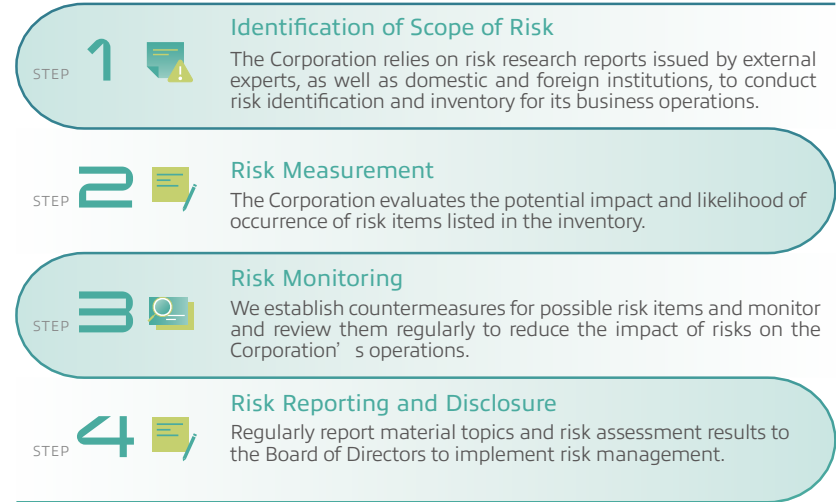 Identification of Scope of Risk
STEP 1
The Corporation relies on risk research reports issued by external
experts, as well as domestic and foreign institutions, to conduct
risk identification and inventory for its business operations.
Risk Measurement
STEP 2
The Corporation evaluates the potential impact and likelihood of
occurrence of risk items listed in the inventory.
Risk Monitoring
STEP 3
We establish countermeasures for possible risk items and monitor
and review them regularly to reduce the impact of risks on the
Corporation’ s operations.
Risk Reporting and Disclosure
STEP 4
Regularly report material topics and risk assessment results to
the Board of Directors to implement risk management.